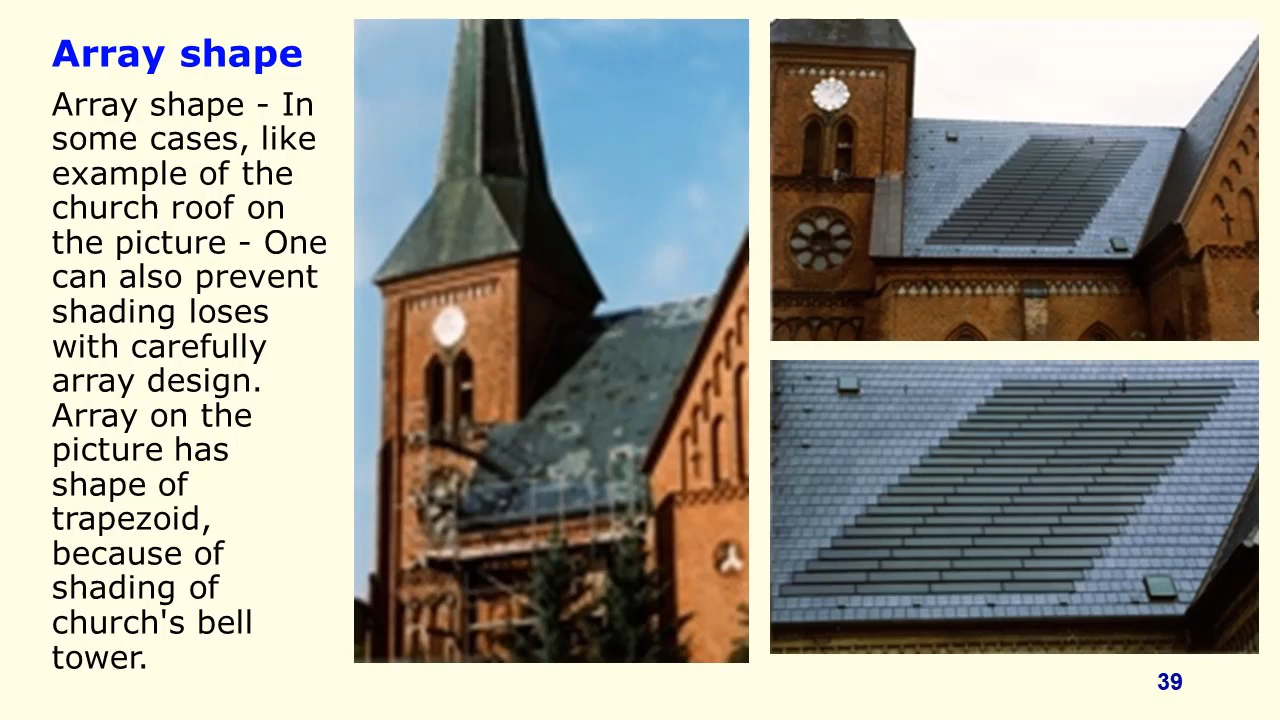 Array shape
Array shape - In
some cases, like
example of the
church roof on
the picture - One
can also prevent
shading loses
with carefully
array design.
Array on the
picture has
shape of
trapezoid,
because of
shading of
church's bell
tower.
39